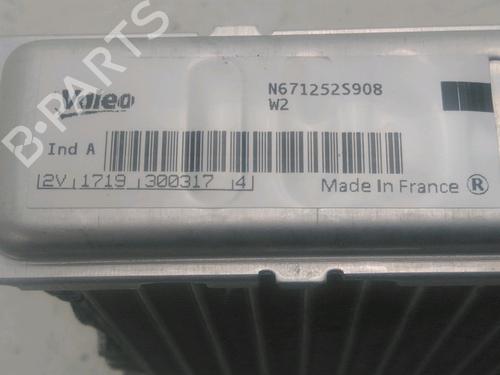 Valeo
N671252S908
W2
Ind A
2V 1719 300317 4
Made In France ®
B-PARTS